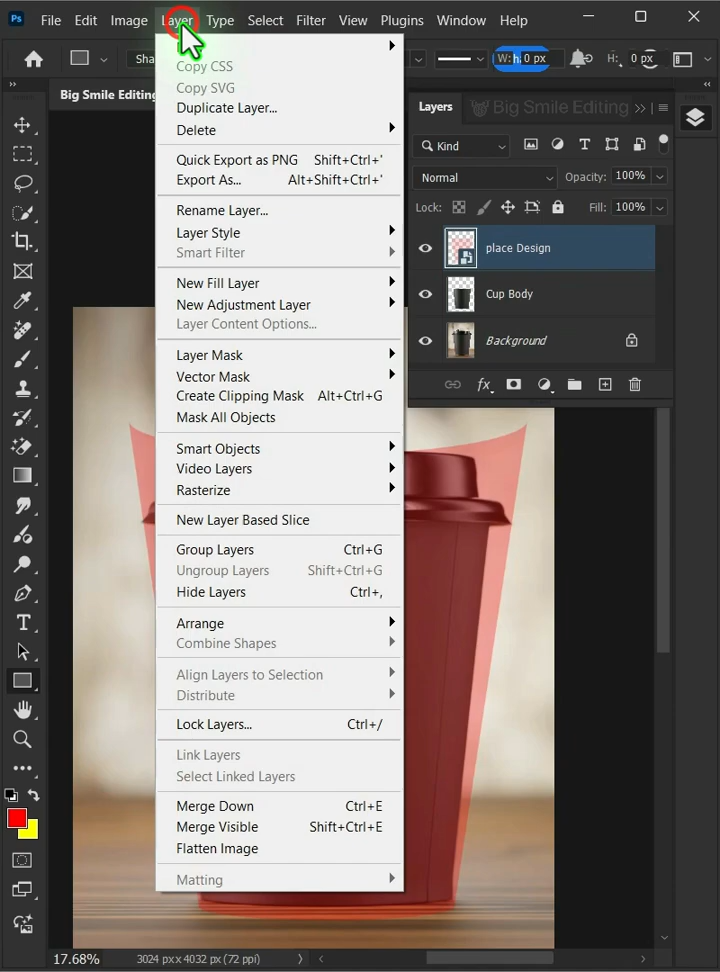 Ps File Edit Image Layer Type Select Filter View Plugins Window Help
Sha
W: 0 px
H: 0 px
Big Smile Editing
Copy CSS
Copy SVG
Duplicate Layer...
Delete
Quick Export as PNG Shift+Ctrl+'
Export As... Alt+Shift+Ctrl+'
Rename Layer...
Layer Style
Smart Filter
New Fill Layer
New Adjustment Layer
Layer Content Options...
Layer Mask
Vector Mask
Create Clipping Mask Alt+Ctrl+G
Mask All Objects
Smart Objects
Video Layers
Rasterize
New Layer Based Slice
Group Layers Ctrl+G
Ungroup Layers Shift+Ctrl+G
Hide Layers Ctrl+,
Arrange
Combine Shapes
Align Layers to Selection
Distribute
Lock Layers... Ctrl+/
Link Layers
Select Linked Layers
Merge Down Ctrl+E
Merge Visible Shift+Ctrl+E
Flatten Image
Matting
Layers
Big Smile Editing
Kind
Normal Opacity: 100%
Lock: Fill: 100%
place Design
Cup Body
Background
17.68% 3024 px x 4032 px (72 ppi)